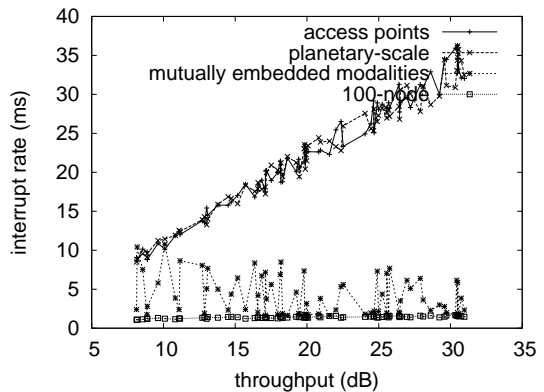 40
35
30
25
20
15
10
5
0
5 10 15 20 25 30 35
interrupt rate (ms)
throughput (dB)
access points
planetary-scale
mutually embedded modalities
100-node